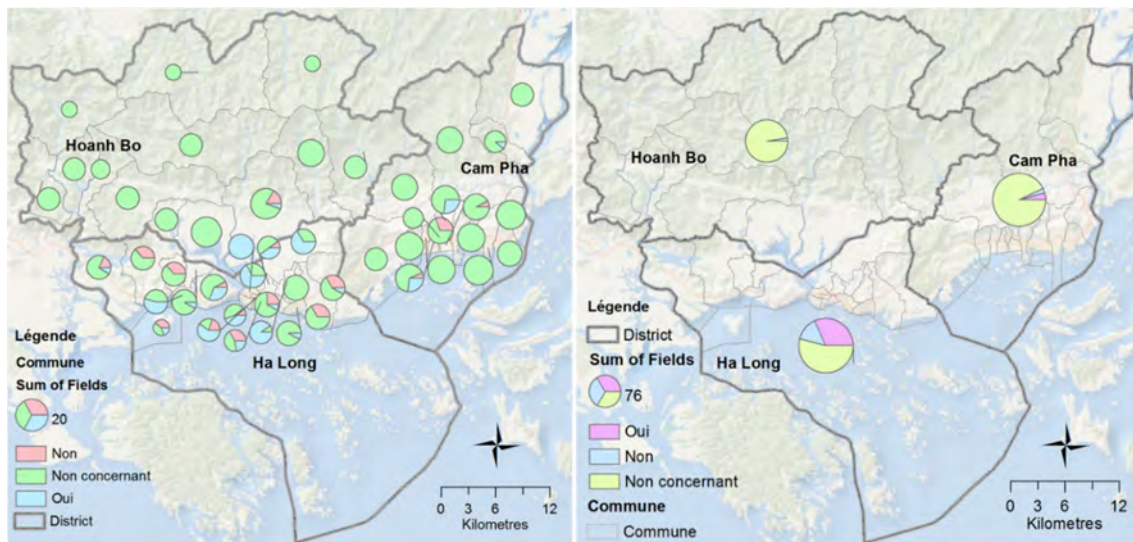 Hoanh Bo
Cam Pha
Ha Long
Légende
Commune
Sum of Fields
20
Non
Non concernant
Oui
District
0 6 12
Kilometres
Hoanh Bo
Cam Pha
Ha Long
Légende
District
Sum of Fields
76
Oui
Non
Non concernant
Commune
Commune
0 6 12
Kilometres